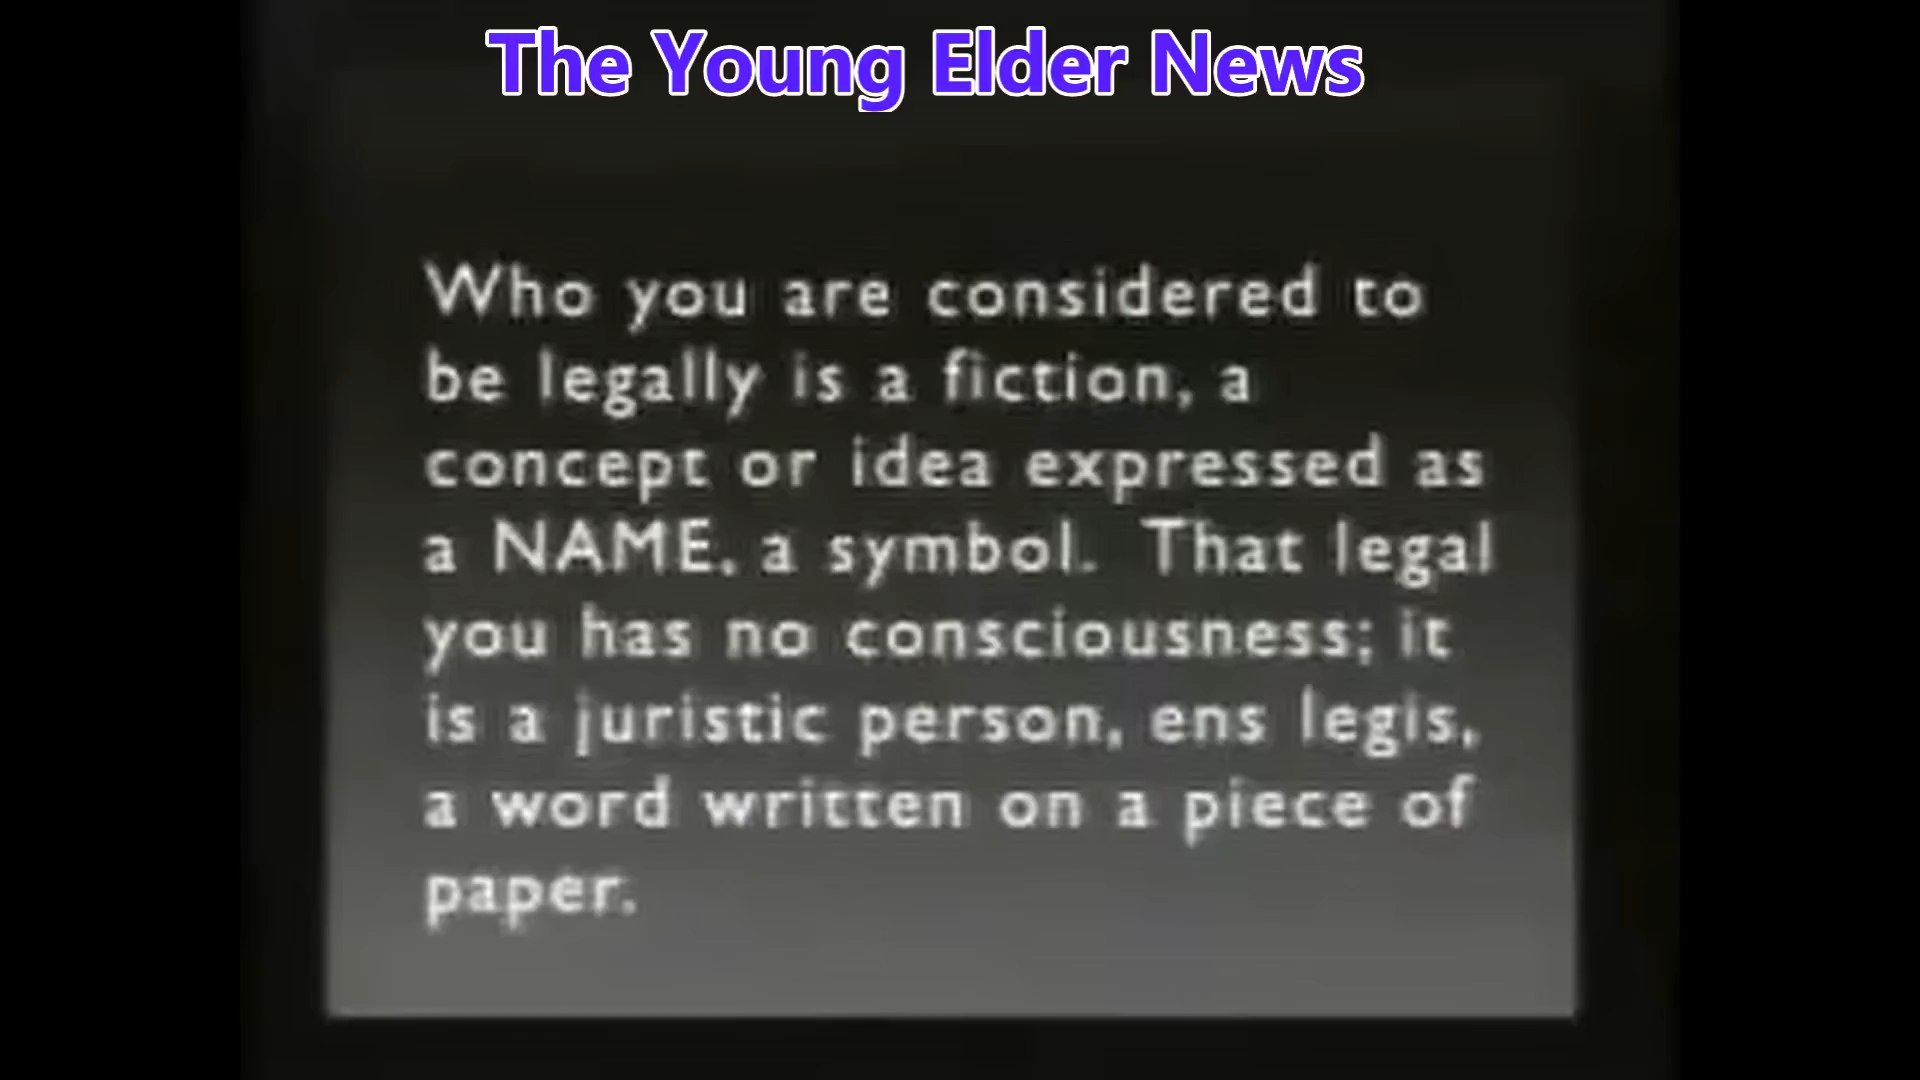 The Young Elder News
Who you are considered to
be legally is a fiction, a
concept or idea expressed as
a NAME, a symbol. That legal
you has no consciousness; it
is a juristic person, ens legis,
a word written on a piece of
paper.